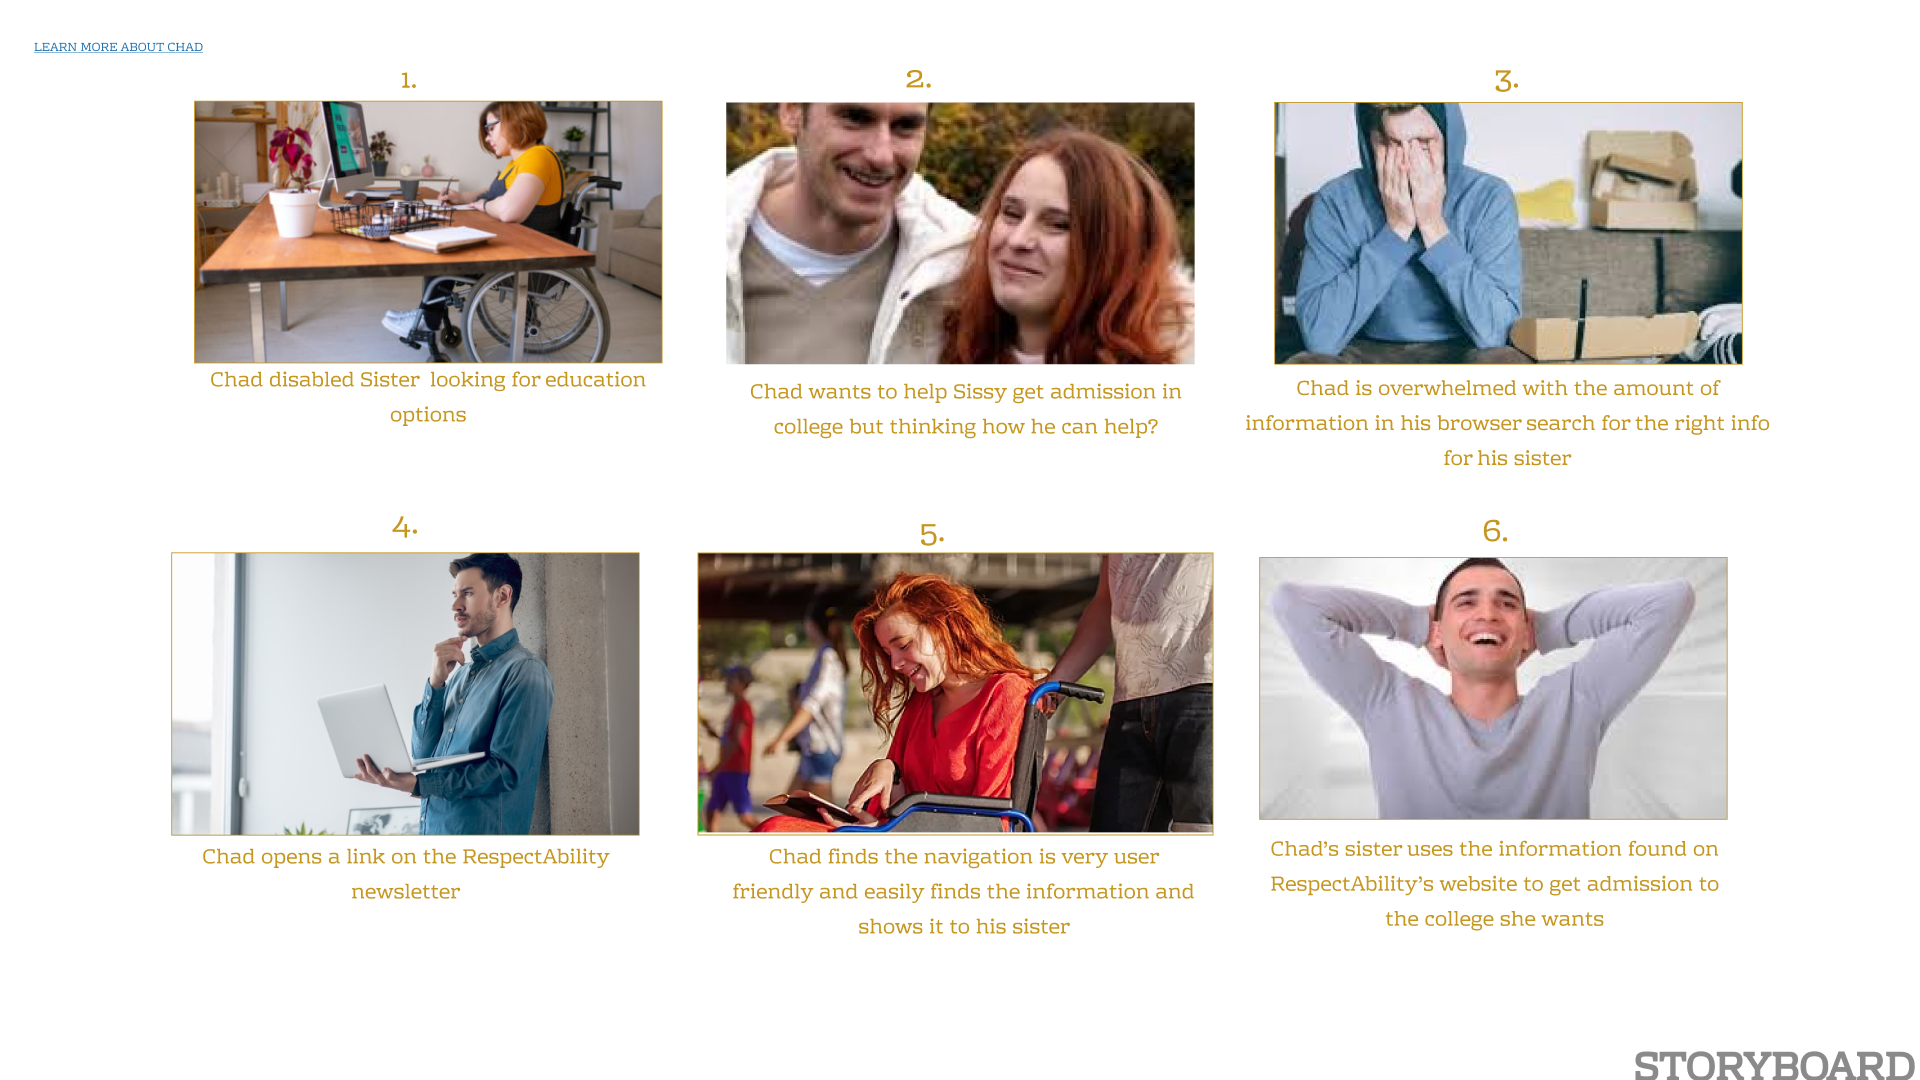 LEARN MORE ABOUT CHAD
1.
Chad disabled Sister looking for education
options
2.
Chad wants to help Sissy get admission in
college but thinking how he can help?
3.
Chad is overwhelmed with the amount of
information in his browser search for the right info
for his sister
4.
Chad opens a link on the RespectAbility
newsletter
5.
Chad finds the navigation is very user
friendly and easily finds the information and
shows it to his sister
6.
Chad’s sister uses the information found on
RespectAbility’s website to get admission to
the college she wants
STORYBOARD